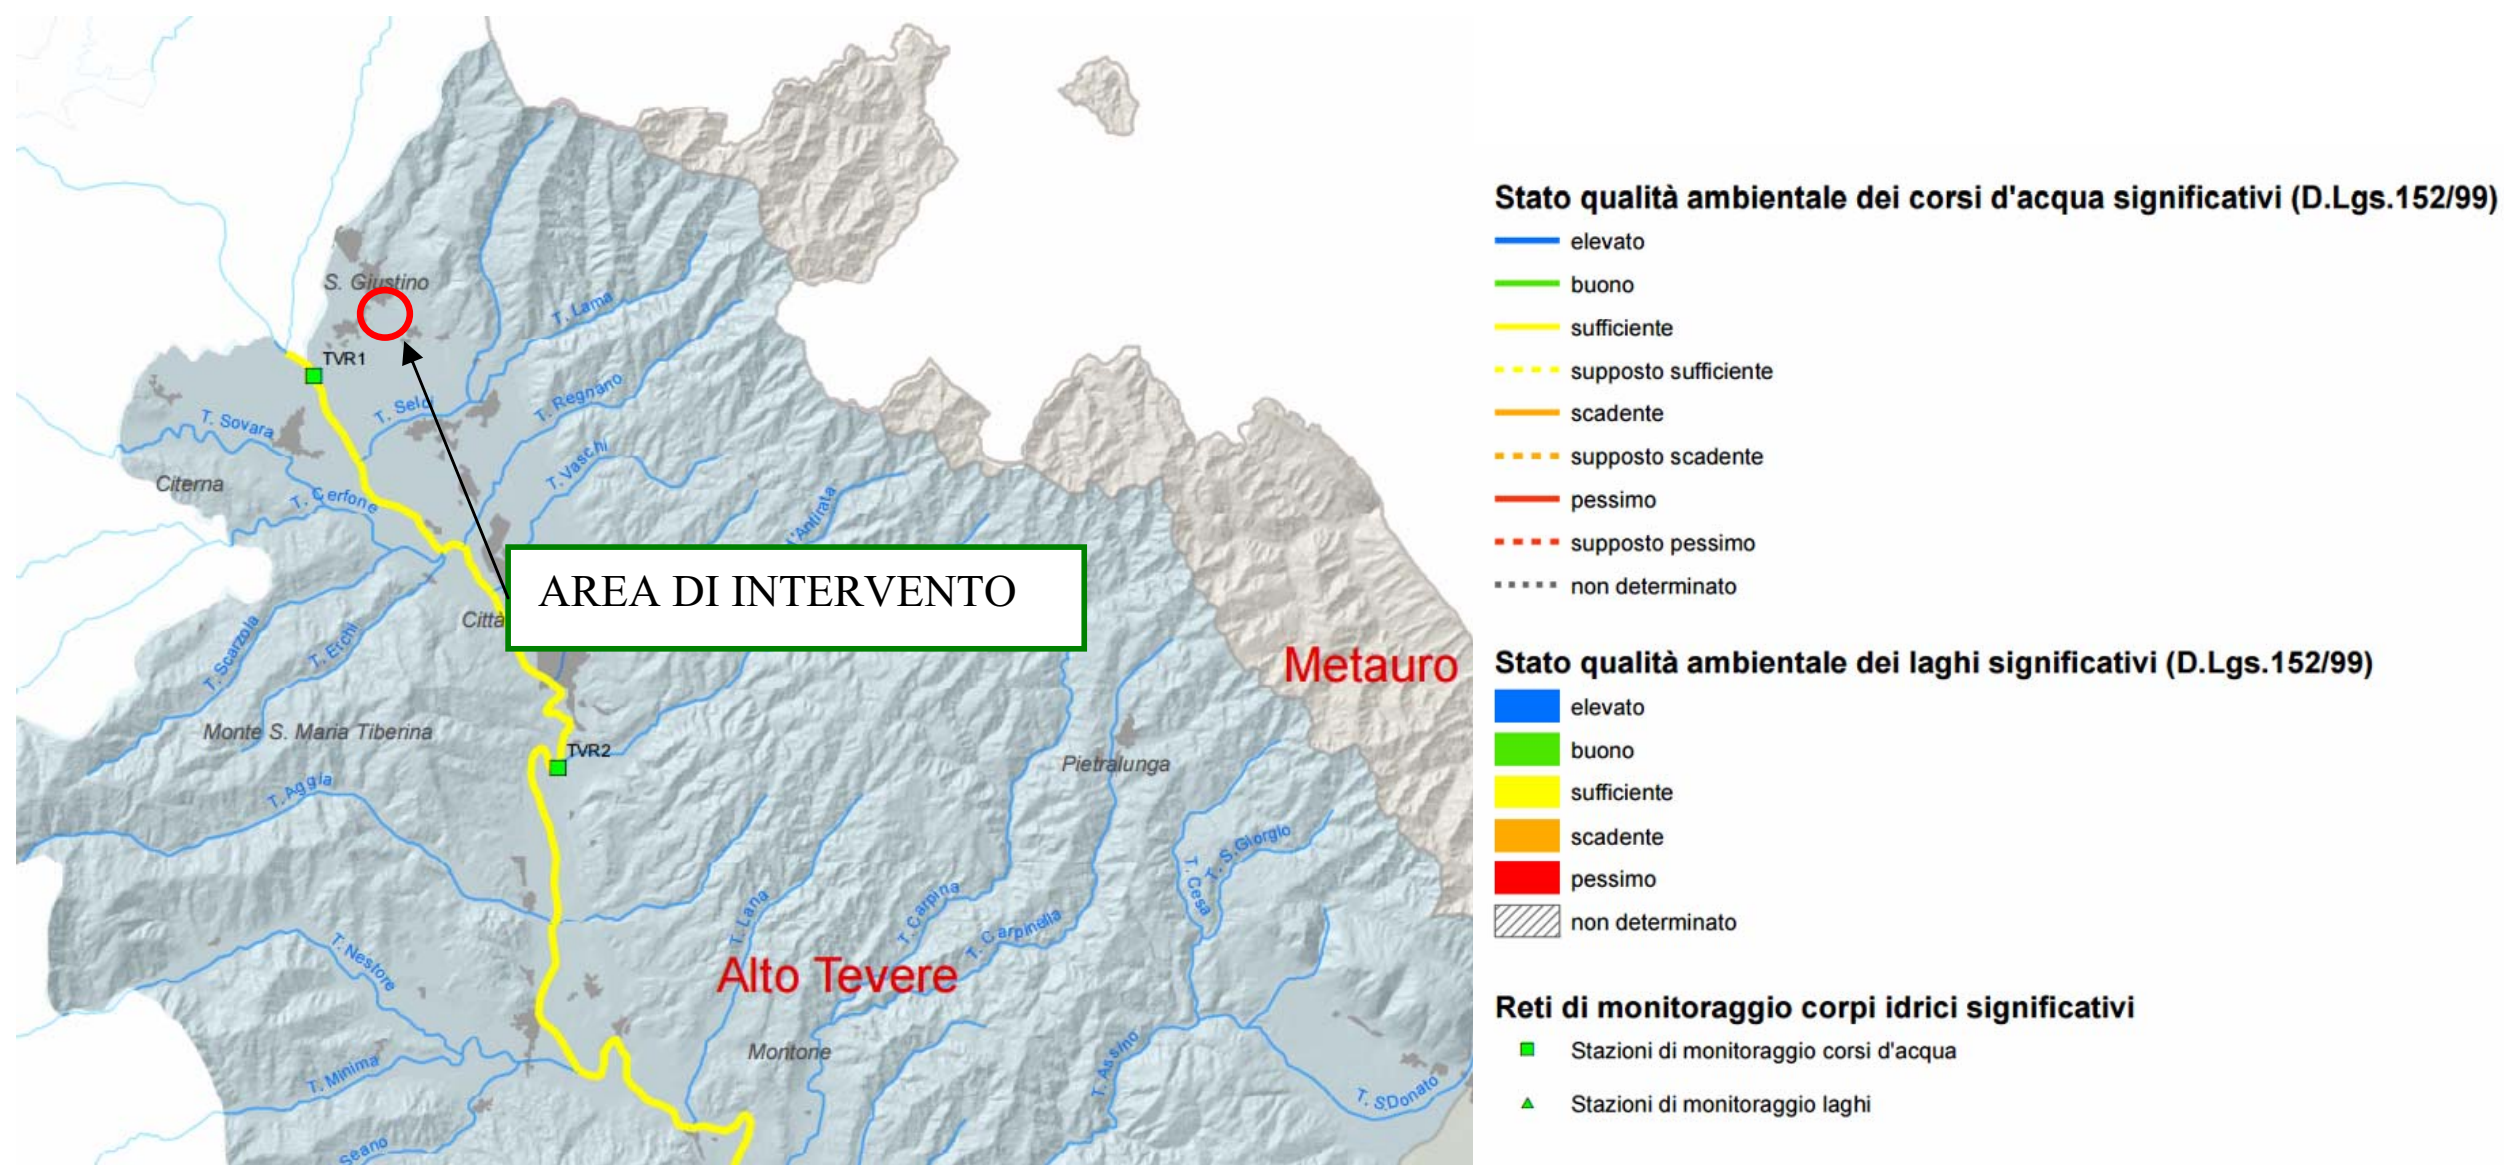 S. Giustino
T. Lama
TVR1
T. Regnano
T. Selci
T. Sovara
T. Vaschi
Citerna
T. Cerfone
l'Antirata
AREA DI INTERVENTO
Città
T. Scarzola
T. Erchi
Metauro
Monte S. Maria Tiberina
TVR2
Pietralunga
T. Aggia
T. S.Giorgio
T. Cesa
T. Lana
T. Carpina
T. Carpinella
T. Nestore
Alto Tevere
Montone
T. Assino
T. Minima
T. S.Donato
Seano
Stato qualità ambientale dei corsi d'acqua significativi (D.Lgs.152/99)
elevato
buono
sufficiente
supposto sufficiente
scadente
supposto scadente
pessimo
supposto pessimo
non determinato
Stato qualità ambientale dei laghi significativi (D.Lgs.152/99)
elevato
buono
sufficiente
scadente
pessimo
non determinato
Reti di monitoraggio corpi idrici significativi
Stazioni di monitoraggio corsi d'acqua
Stazioni di monitoraggio laghi